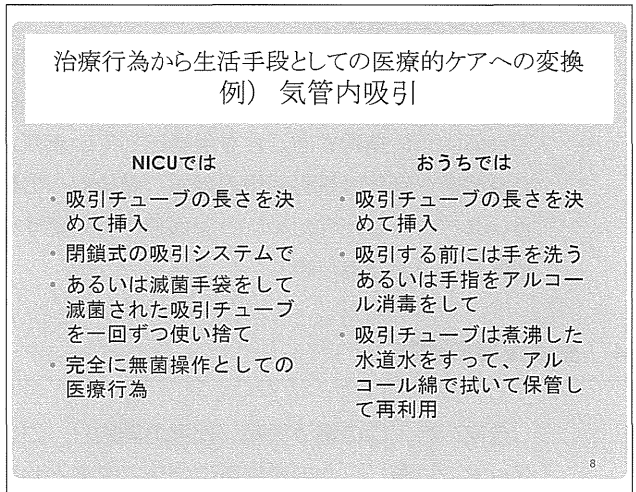 治療行為から生活手段としての医療的ケアへの変換
例） 気管内吸引
NICUでは
・吸引チューブの長さを決
めて挿入
・閉鎖式の吸引システムで
・あるいは滅菌手袋をして
滅菌された吸引チューブ
を一回ずつ使い捨て
・完全に無菌操作としての
医療行為
おうちでは
・吸引チューブの長さを決
めて挿入
・吸引する前には手を洗う
あるいは手指をアルコー
ル消毒をして
・吸引チューブは煮沸した
水道水をすって、アル
コール綿で拭いて保管し
て再利用
8